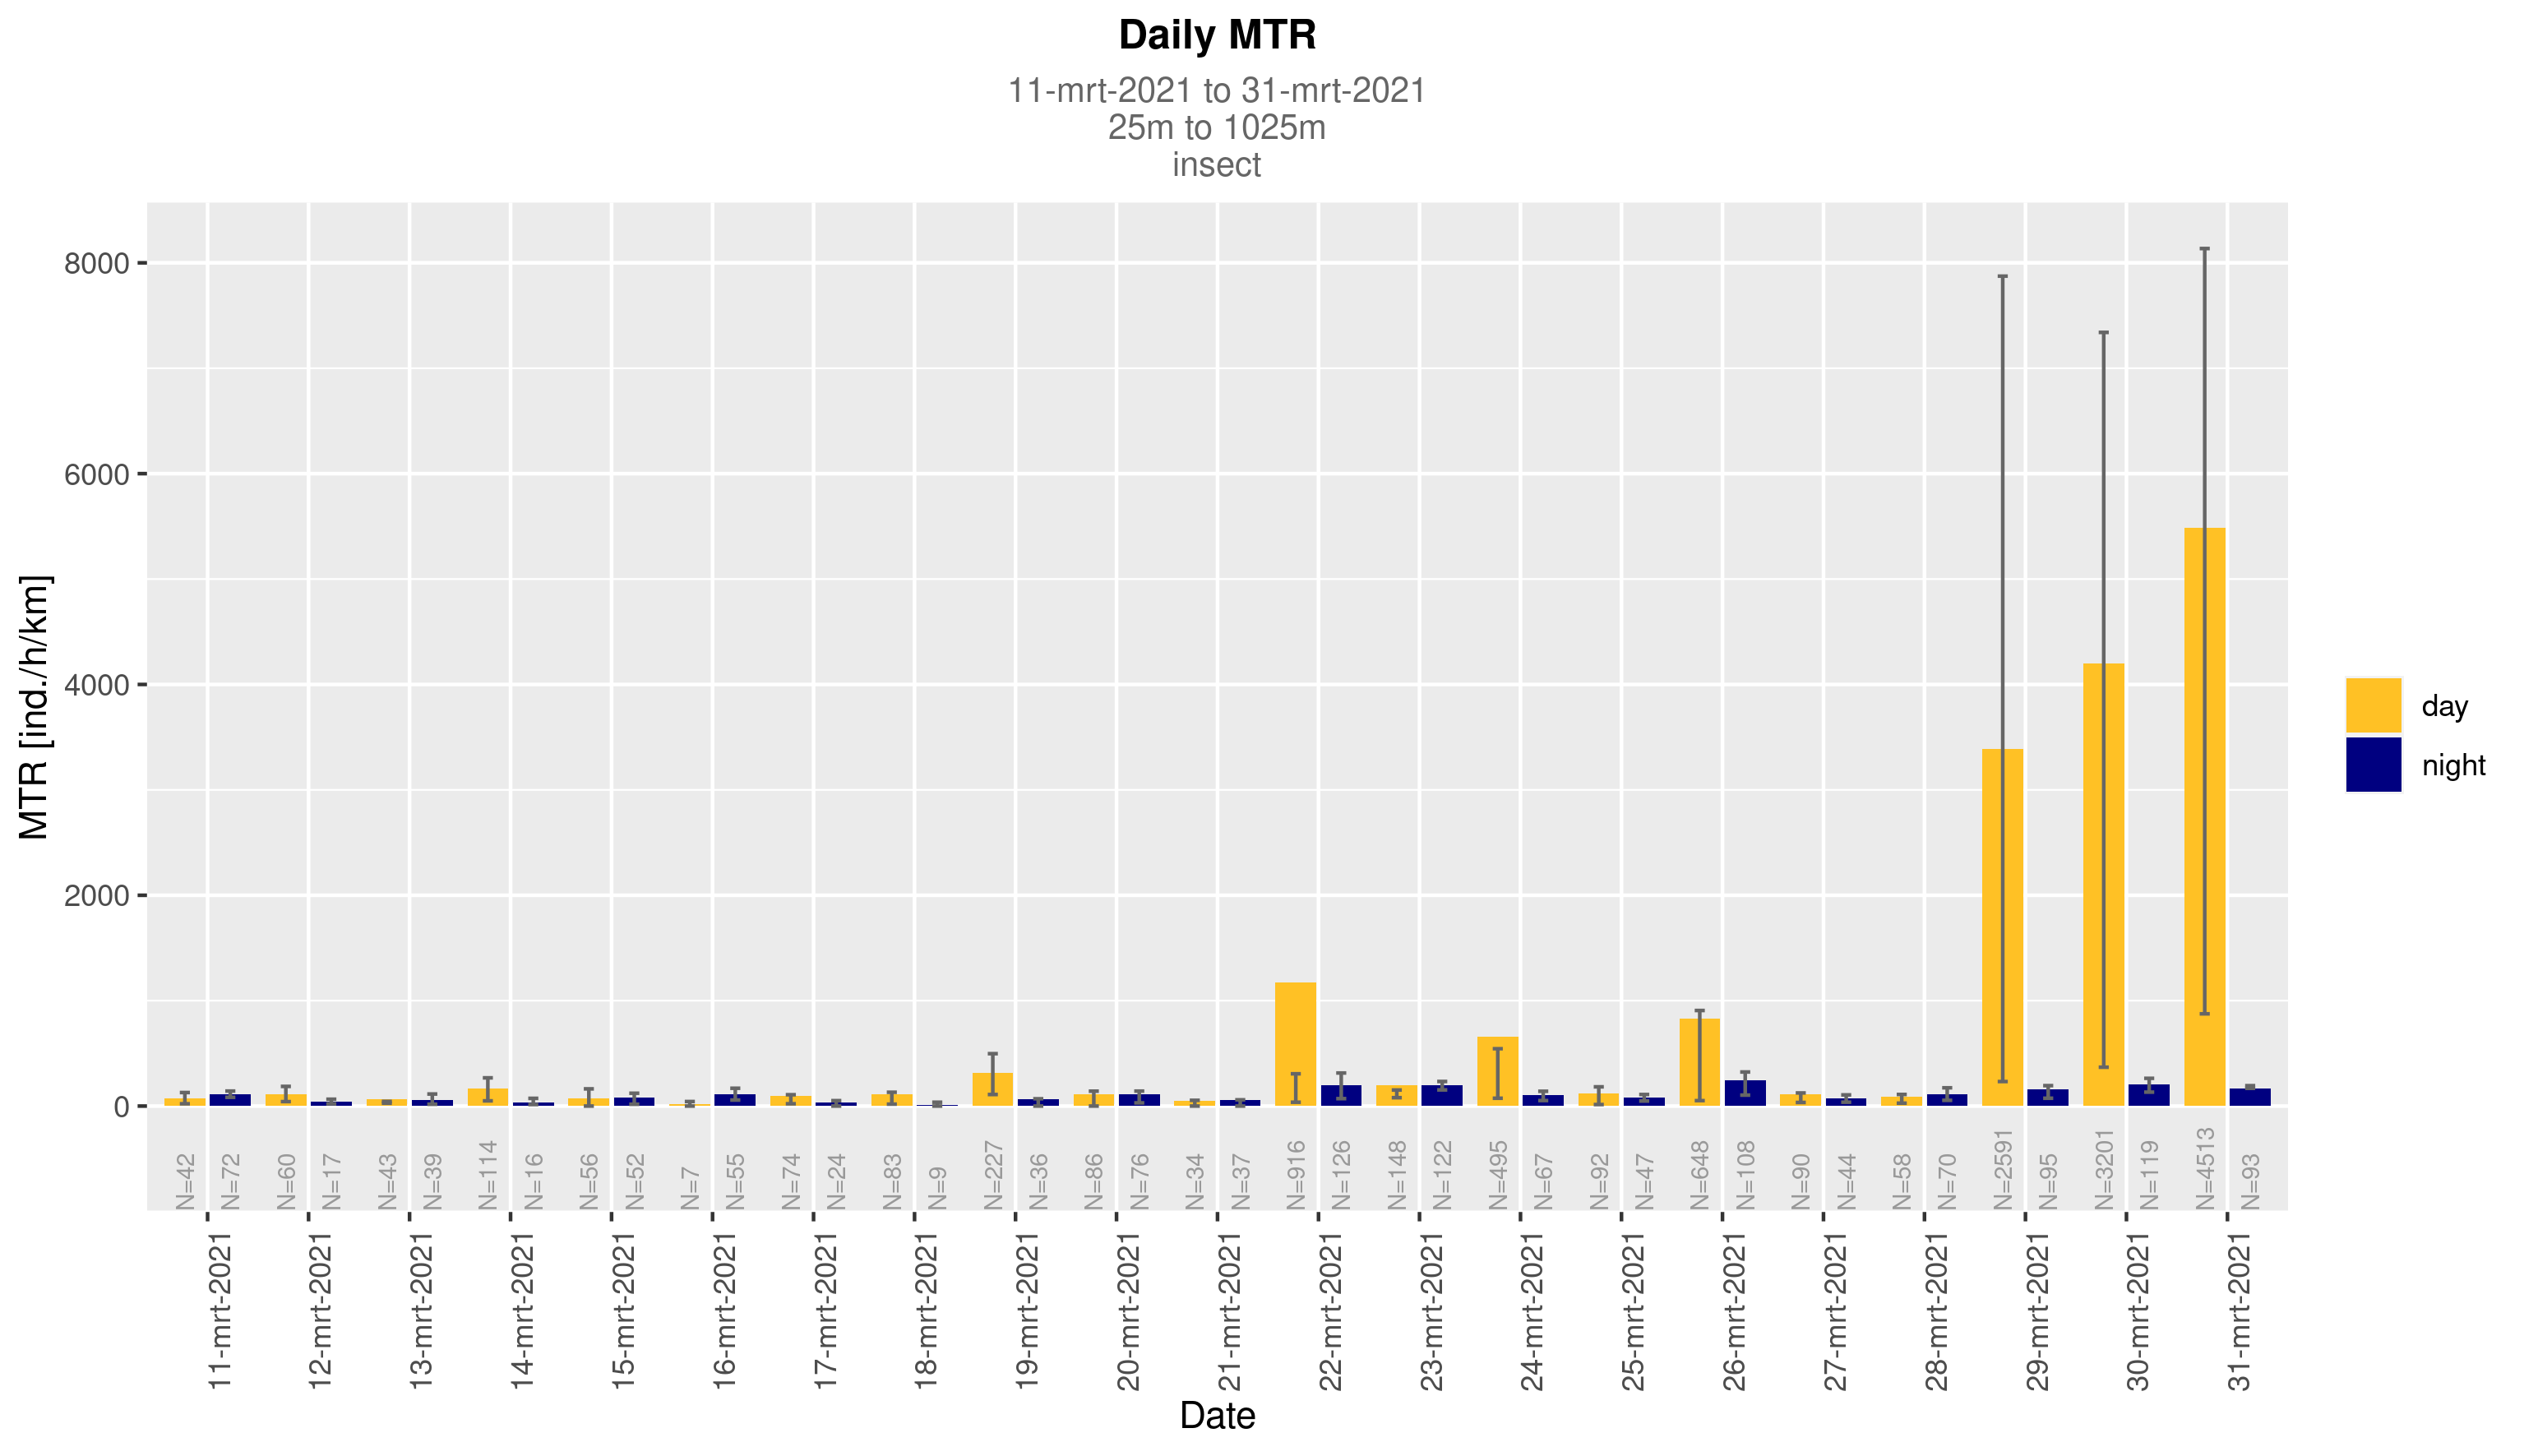 Daily MTR
11-mrt-2021 to 31-mrt-2021
25m to 1025m
insect
MTR [ind./h/km]
8000
6000
4000
2000
0
N=42
N=72
N=60
N=17
N=43
N=39
N=114
N=16
N=56
N=52
N=7
N=55
N=74
N=24
N=83
N=9
N=227
N=36
N=86
N=76
N=34
N=37
N=916
N=126
N=148
N=122
N=495
N=67
N=92
N=47
N=648
N=108
N=90
N=44
N=58
N=70
N=2591
N=95
N=3201
N=119
N=4513
N=93
11-mrt-2021
12-mrt-2021
13-mrt-2021
14-mrt-2021
15-mrt-2021
16-mrt-2021
17-mrt-2021
18-mrt-2021
19-mrt-2021
20-mrt-2021
21-mrt-2021
22-mrt-2021
23-mrt-2021
24-mrt-2021
25-mrt-2021
26-mrt-2021
27-mrt-2021
28-mrt-2021
29-mrt-2021
30-mrt-2021
31-mrt-2021
Date
day
night